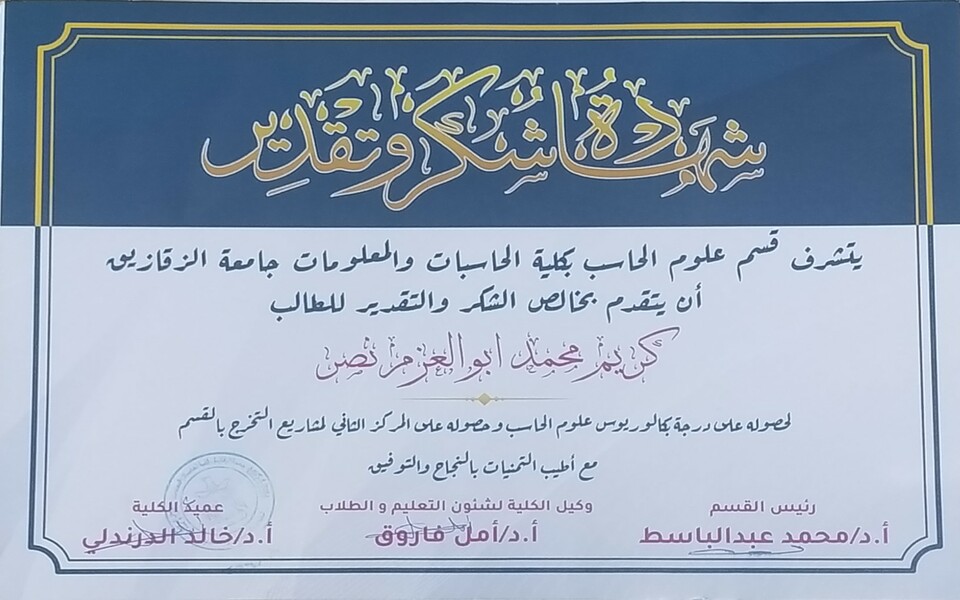 شهادة شكر وتقدير
يتشرف قسم علوم الحاسب بكلية الحاسبات والمعلومات جامعة الزقازيق
أن يتقدم بخالص الشكر والتقدير للطالب
كريم محمد ابوالعزم نصر
لحصوله على درجة بكالوريوس علوم الحاسب وحصوله على المركز الثاني لمشاريع التخرج بالقسم
مع أطيب التمنيات بالنجاح والتوفيق
رئيس القسم
أ.د/محمد عبدالباسط
وكيل الكلية لشئون التعليم و الطلاب
أ.د/أمل فاروق
عميد الكلية
أ.د/خالد الدرندلي